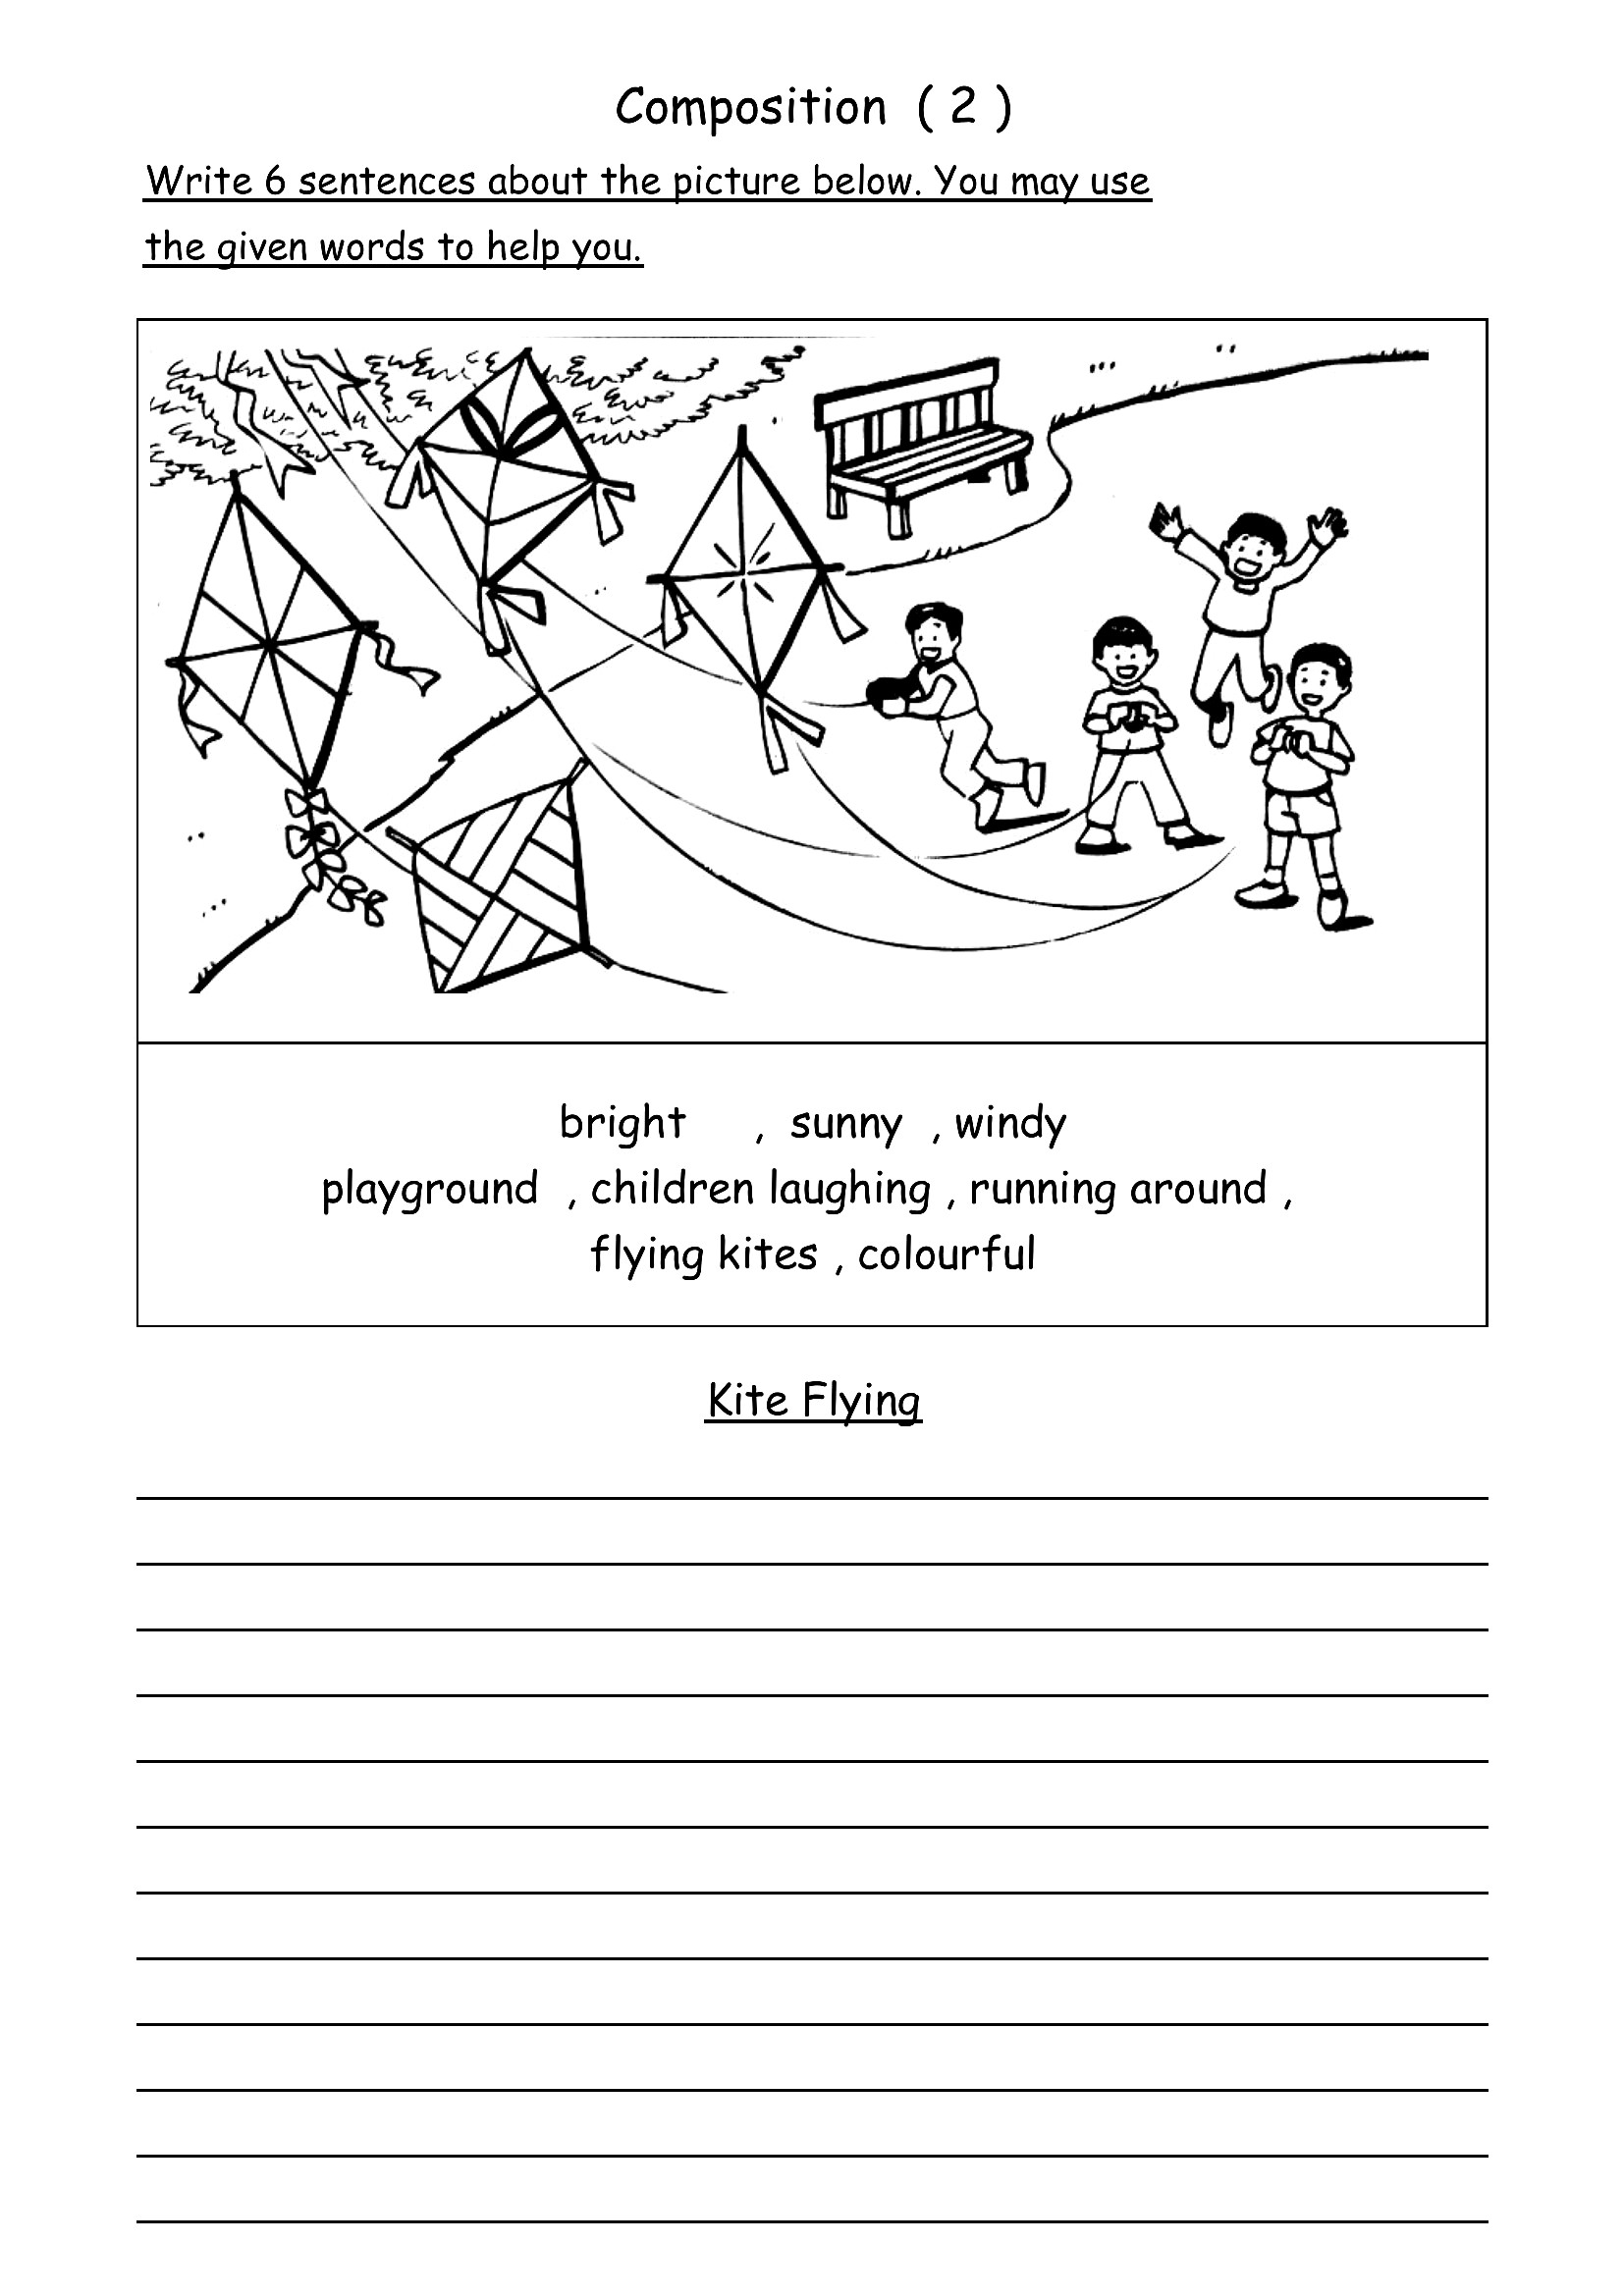 Composition ( 2 )
Write 6 sentences about the picture below. You may use
the given words to help you.
bright , sunny , windy
playground , children laughing , running around ,
flying kites , colourful
Kite Flying